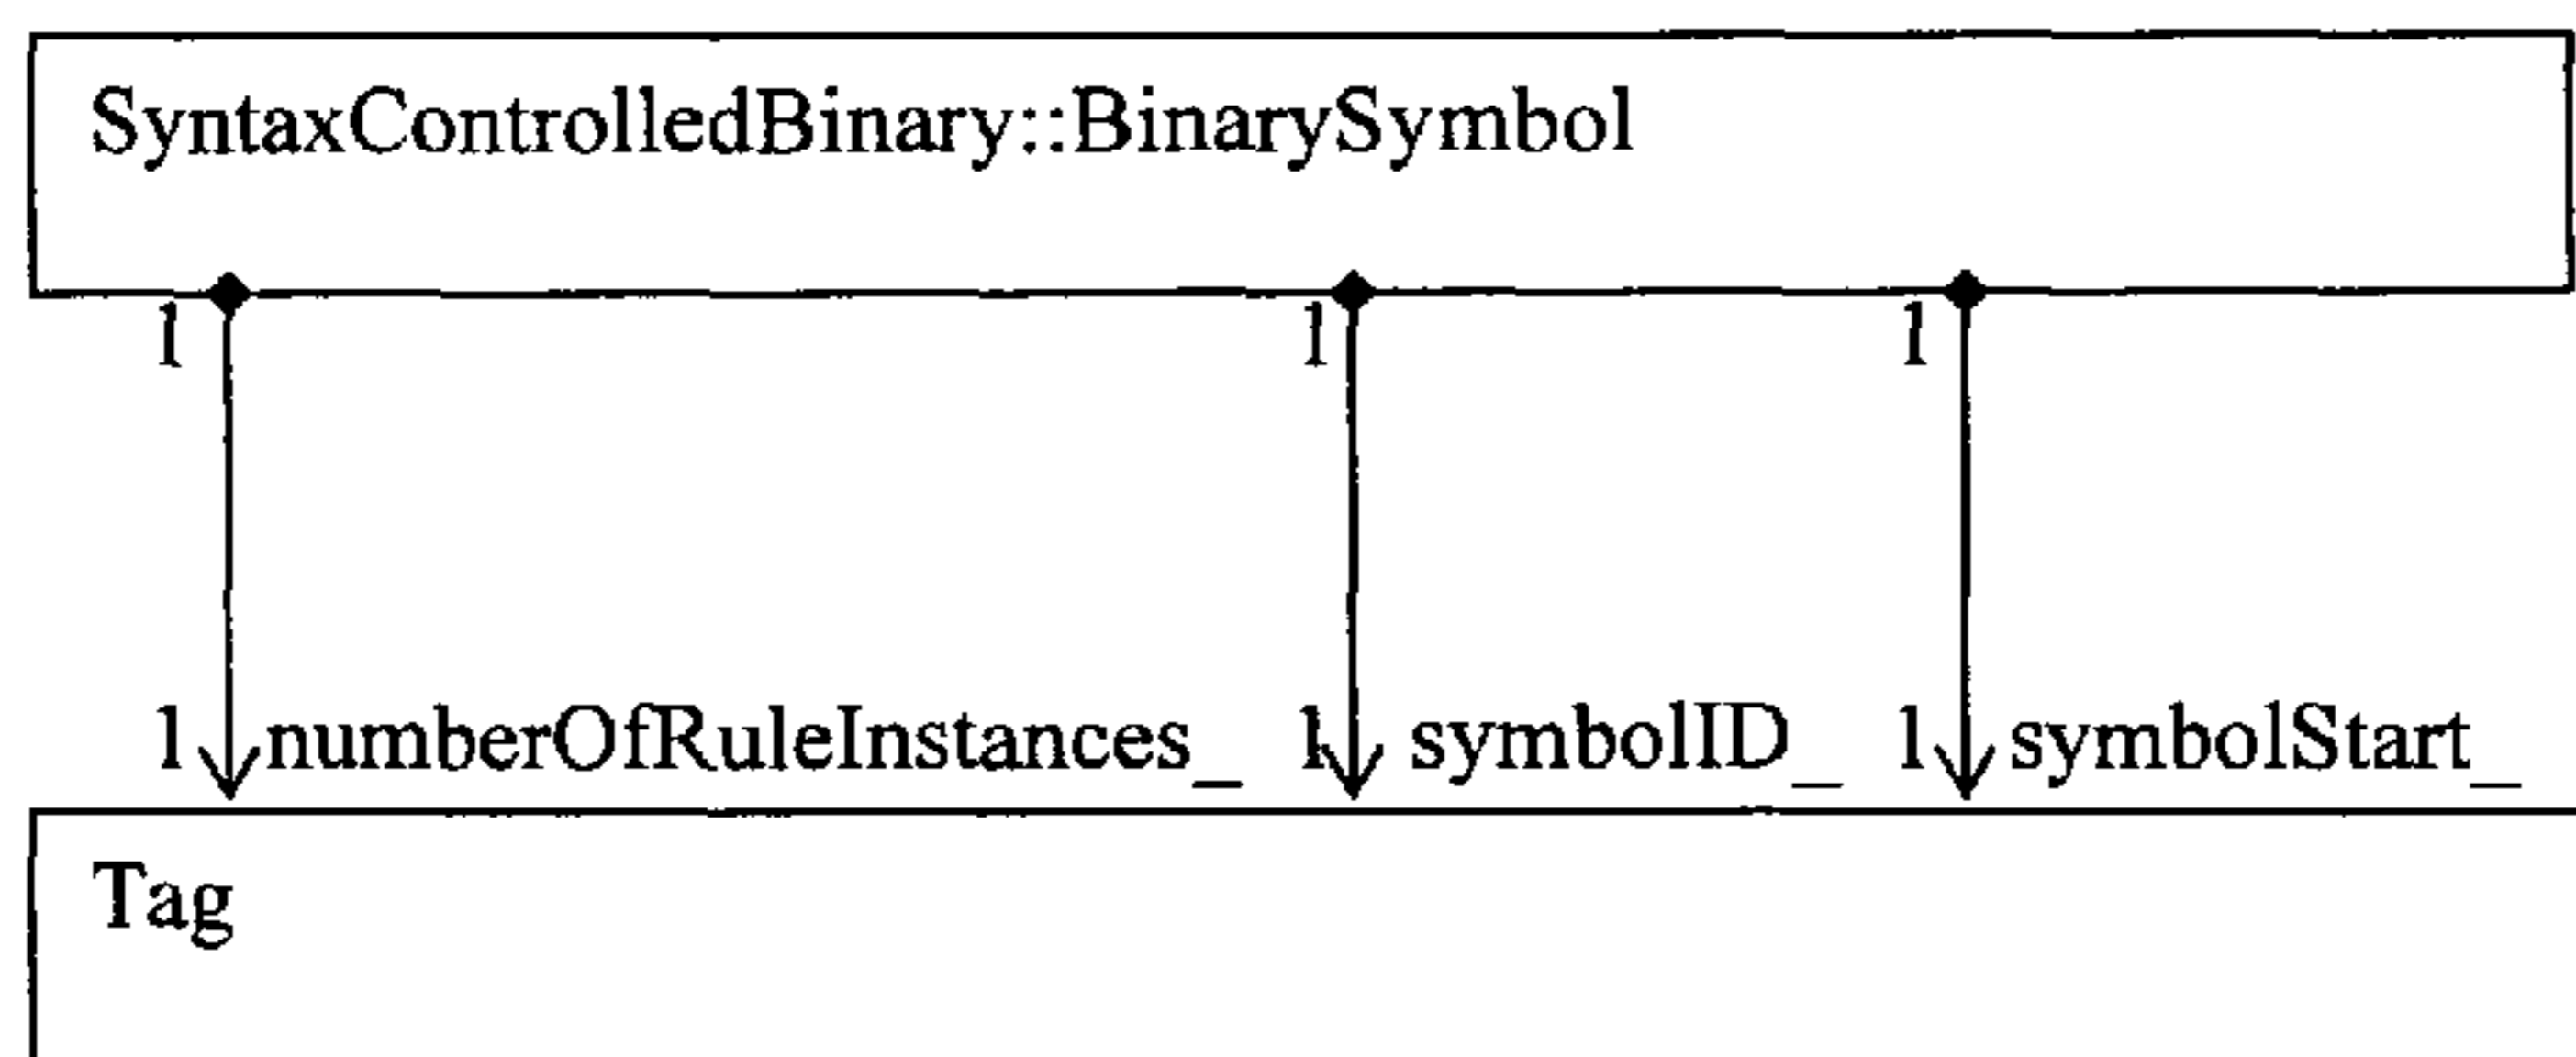 SyntaxControlledBinary::BinarySymbol
1 1 1
1 numberOfRuleInstances_ 1 symbolID_ 1 symbolStart_
Tag